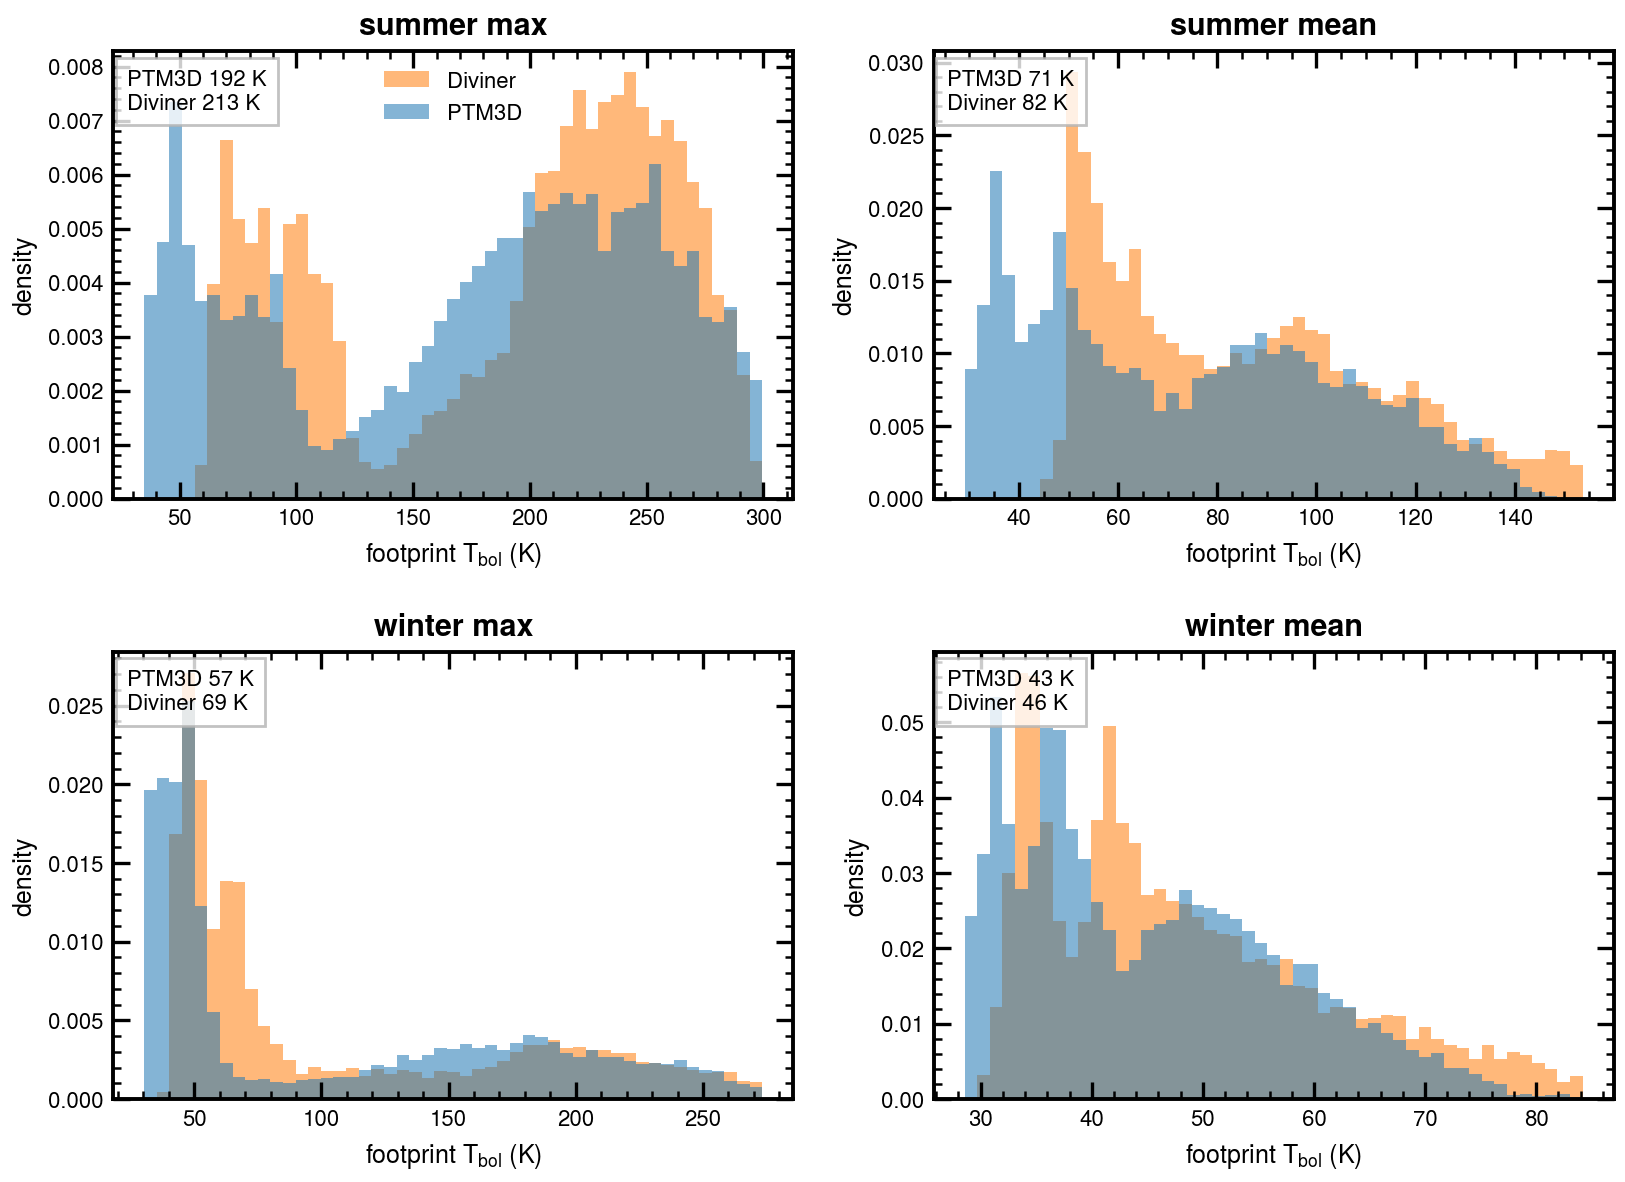 summer max
PTM3D 192 K
Diviner 213 K
Diviner
PTM3D
density
0.008
0.007
0.006
0.005
0.004
0.003
0.002
0.001
0.000
50
100
150
200
250
300
footprint T_bol (K)
summer mean
PTM3D 71 K
Diviner 82 K
density
0.030
0.025
0.020
0.015
0.010
0.005
0.000
40
60
80
100
120
140
footprint T_bol (K)
winter max
PTM3D 57 K
Diviner 69 K
density
0.025
0.020
0.015
0.010
0.005
0.000
50
100
150
200
250
footprint T_bol (K)
winter mean
PTM3D 43 K
Diviner 46 K
density
0.05
0.04
0.03
0.02
0.01
0.00
30
40
50
60
70
80
footprint T_bol (K)